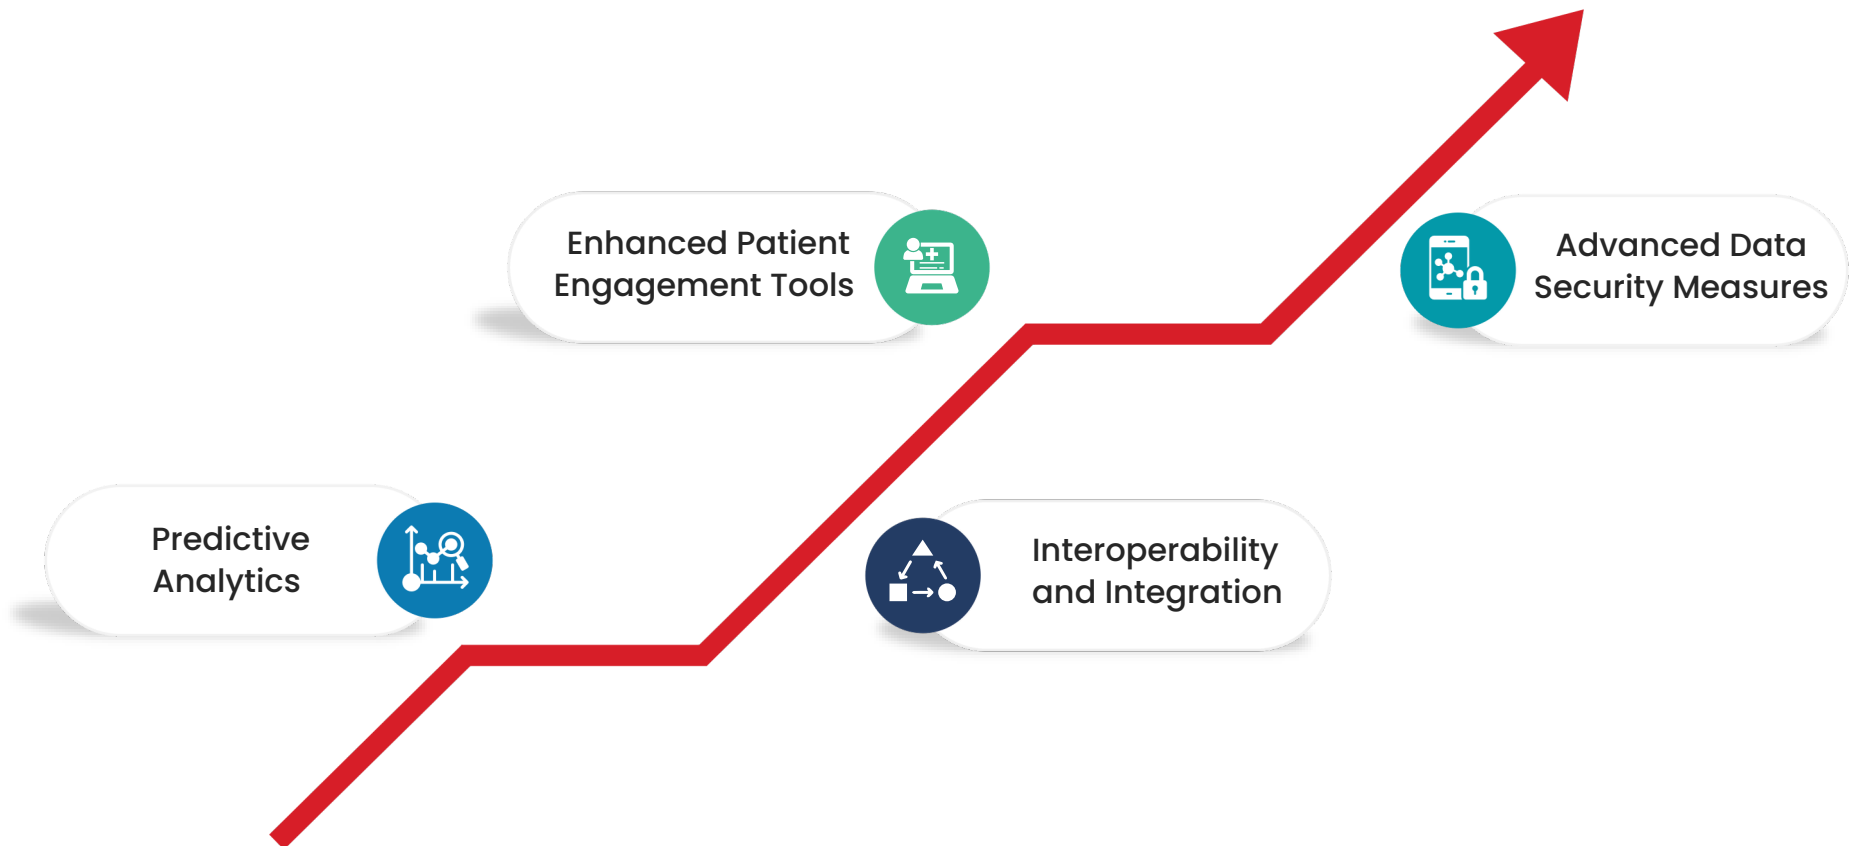 Enhanced Patient
Engagement Tools
Advanced Data
Security Measures
Predictive
Analytics
Interoperability
and Integration